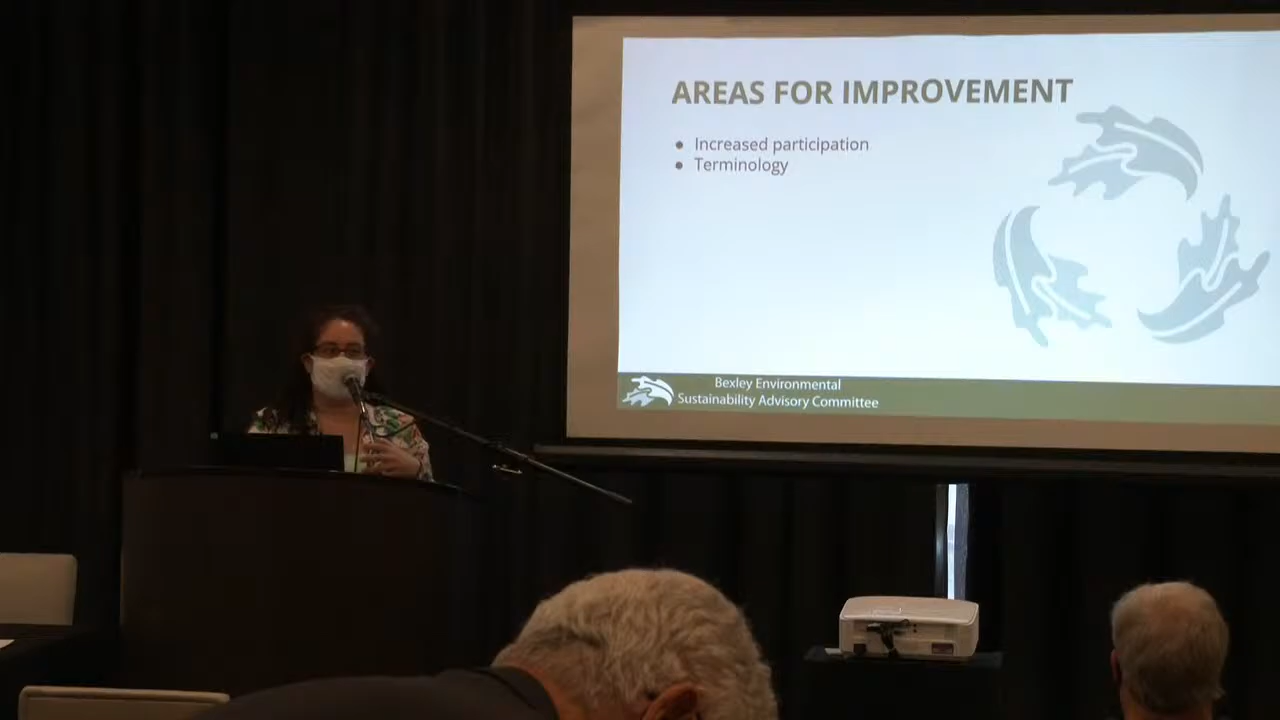 AREAS FOR IMPROVEMENT
● Increased participation
● Terminology
Bexley Environmental
Sustainability Advisory Committee